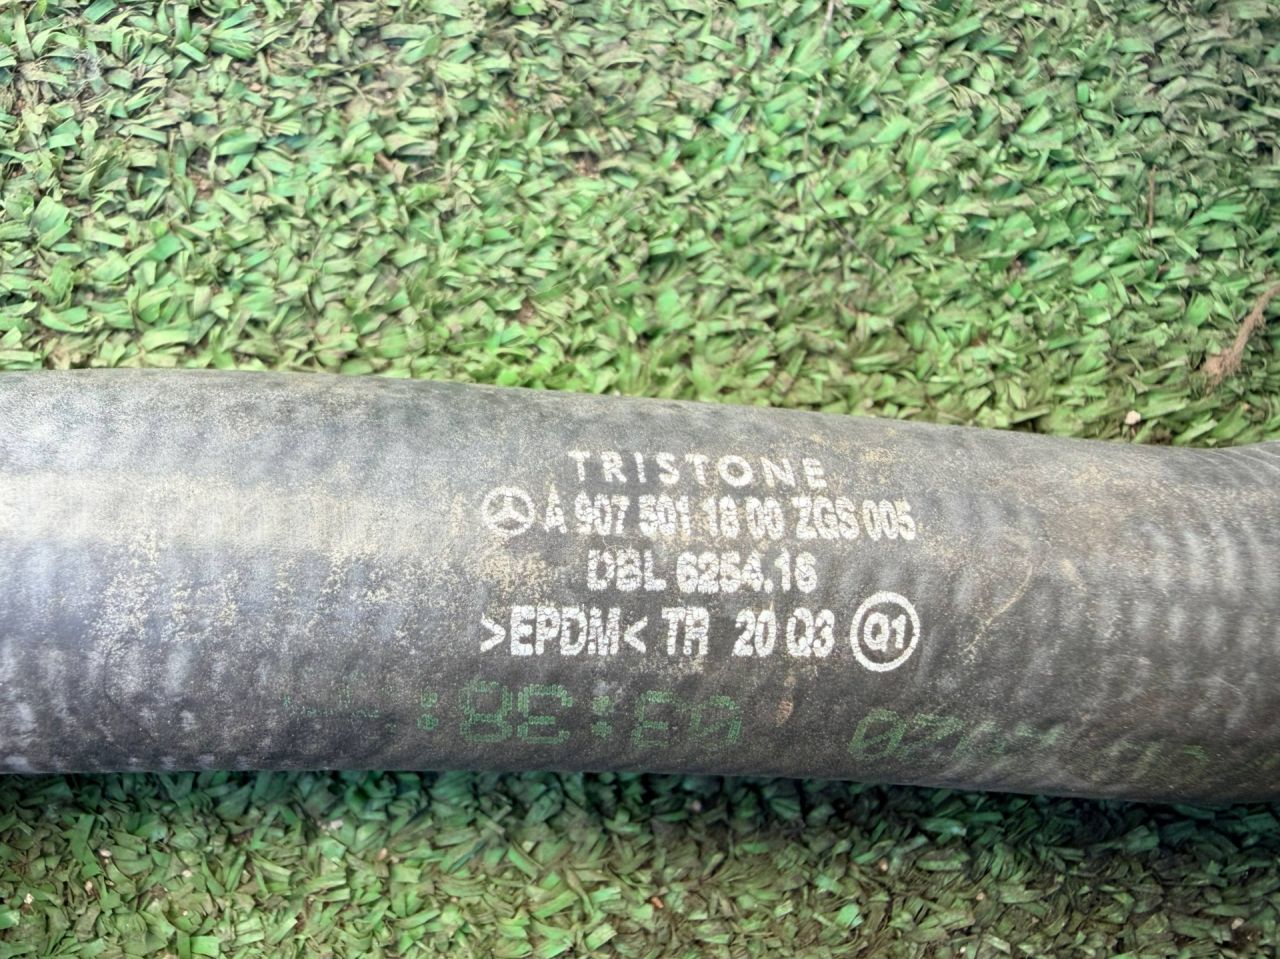 TRISTONE
A 907 501 18 00 ZGS 005
DBL 6254.16
>EPDM< TR 20 Q3 Q1